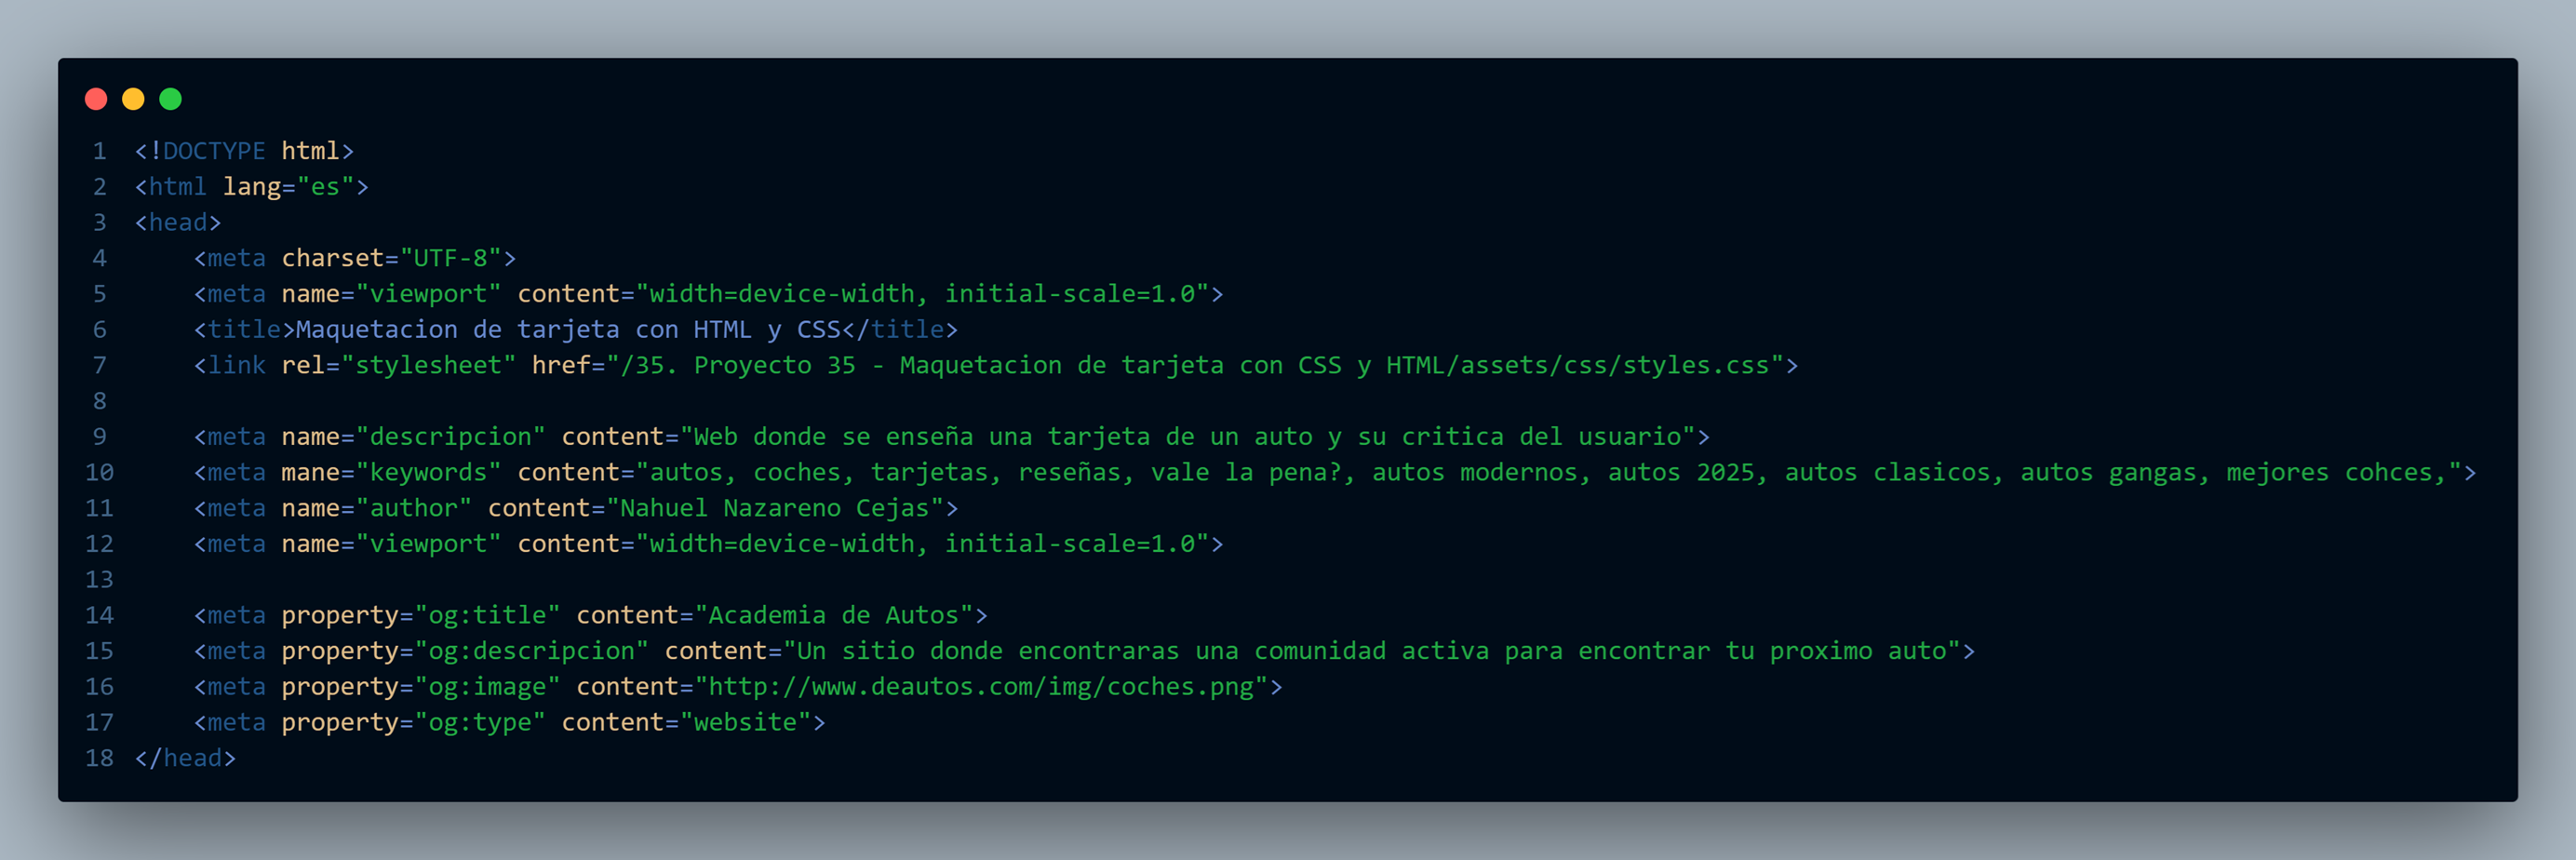 1 <!DOCTYPE html>
2 <html lang="es">
3 <head>
4     <meta charset="UTF-8">
5     <meta name="viewport" content="width=device-width, initial-scale=1.0">
6     <title>Maquetacion de tarjeta con HTML y CSS</title>
7     <link rel="stylesheet" href="/35. Proyecto 35 - Maquetacion de tarjeta con CSS y HTML/assets/css/styles.css">
8
9     <meta name="descripcion" content="Web donde se enseña una tarjeta de un auto y su critica del usuario">
10     <meta mane="keywords" content="autos, coches, tarjetas, reseñas, vale la pena?, autos modernos, autos 2025, autos clasicos, autos gangas, mejores cohces,">
11     <meta name="author" content="Nahuel Nazareno Cejas">
12     <meta name="viewport" content="width=device-width, initial-scale=1.0">
13
14     <meta property="og:title" content="Academia de Autos">
15     <meta property="og:descripcion" content="Un sitio donde encontraras una comunidad activa para encontrar tu proximo auto">
16     <meta property="og:image" content="http://www.deautos.com/img/coches.png">
17     <meta property="og:type" content="website">
18 </head>